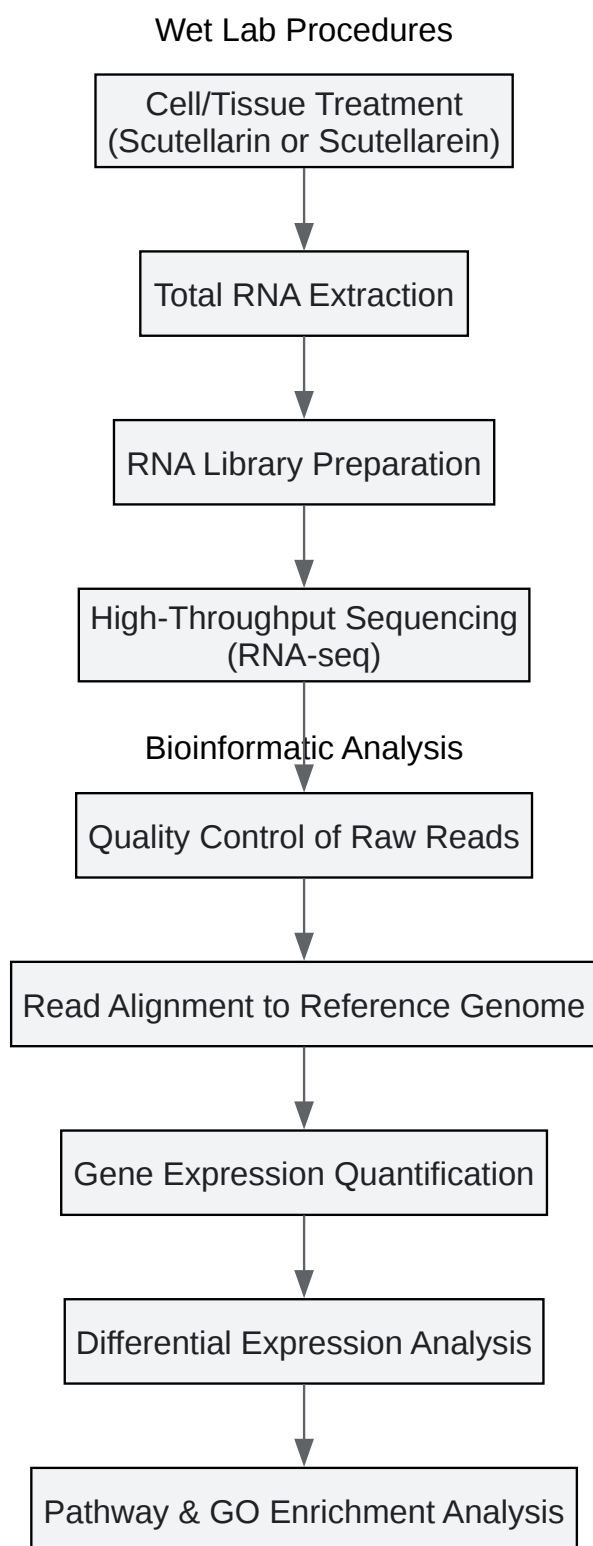 Wet Lab Procedures
Cell/Tissue Treatment
(Scutellarin or Scutellarein)
Total RNA Extraction
RNA Library Preparation
High-Throughput Sequencing
(RNA-seq)
Bioinformatic Analysis
Quality Control of Raw Reads
Read Alignment to Reference Genome
Gene Expression Quantification
Differential Expression Analysis
Pathway & GO Enrichment Analysis